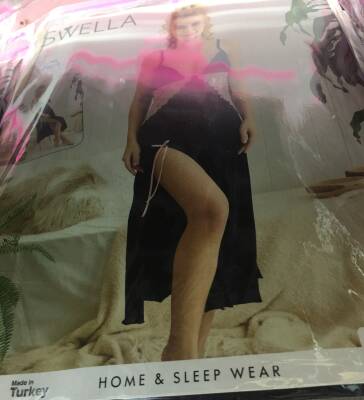 SWELLA
Made in
Turkey
HOME & SLEEP WEAR